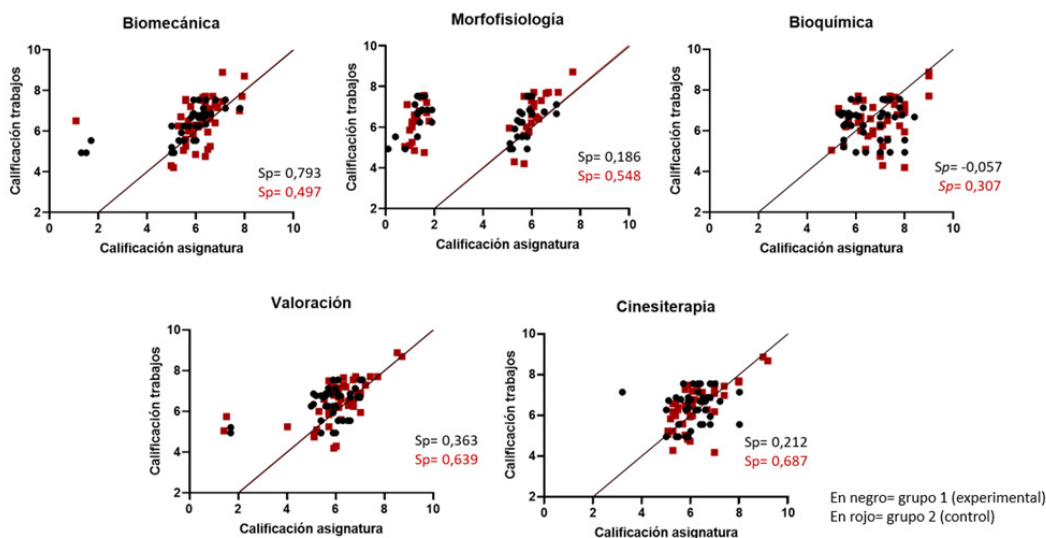 Biomecánica
Calificación trabajos
10
8
6
4
2
0 2 4 6 8 10
Calificación asignatura
Sp= 0,793
Sp= 0,497
Morfofisiología
Calificación trabajos
10
8
6
4
2
0 2 4 6 8 10
Calificación asignatura
Sp= 0,186
Sp= 0,548
Bioquímica
Calificación trabajos
10
8
6
4
2
0 2 4 6 8 10
Calificación asignatura
Sp= -0,057
Sp= 0,307
Valoración
Calificación trabajos
10
8
6
4
2
0 2 4 6 8 10
Calificación asignatura
Sp= 0,363
Sp= 0,639
Cinesiterapia
Calificación trabajos
10
8
6
4
2
0 2 4 6 8 10
Calificación asignatura
Sp= 0,212
Sp= 0,687
En negro= grupo 1 (experimental)
En rojo= grupo 2 (control)